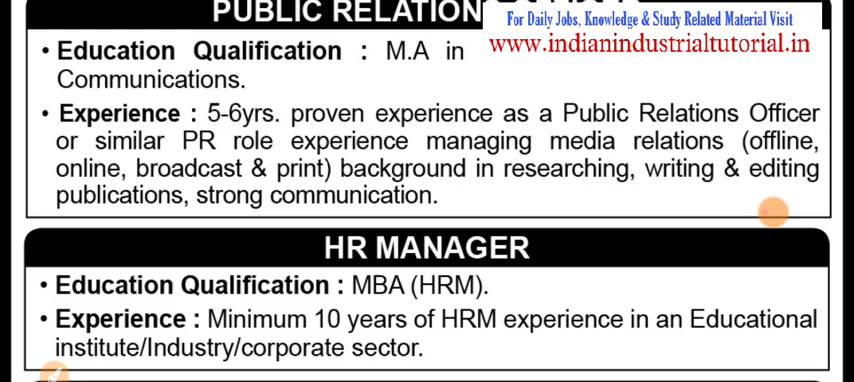 PUBLIC RELATION
For Daily Jobs, Knowledge & Study Related Material Visit
www.indianindustrialtutorial.in
• Education Qualification : M.A in
Communications.
• Experience : 5-6yrs. proven experience as a Public Relations Officer
or similar PR role experience managing media relations (offline,
online, broadcast & print) background in researching, writing & editing
publications, strong communication.
HR MANAGER
• Education Qualification : MBA (HRM).
• Experience : Minimum 10 years of HRM experience in an Educational
institute/Industry/corporate sector.